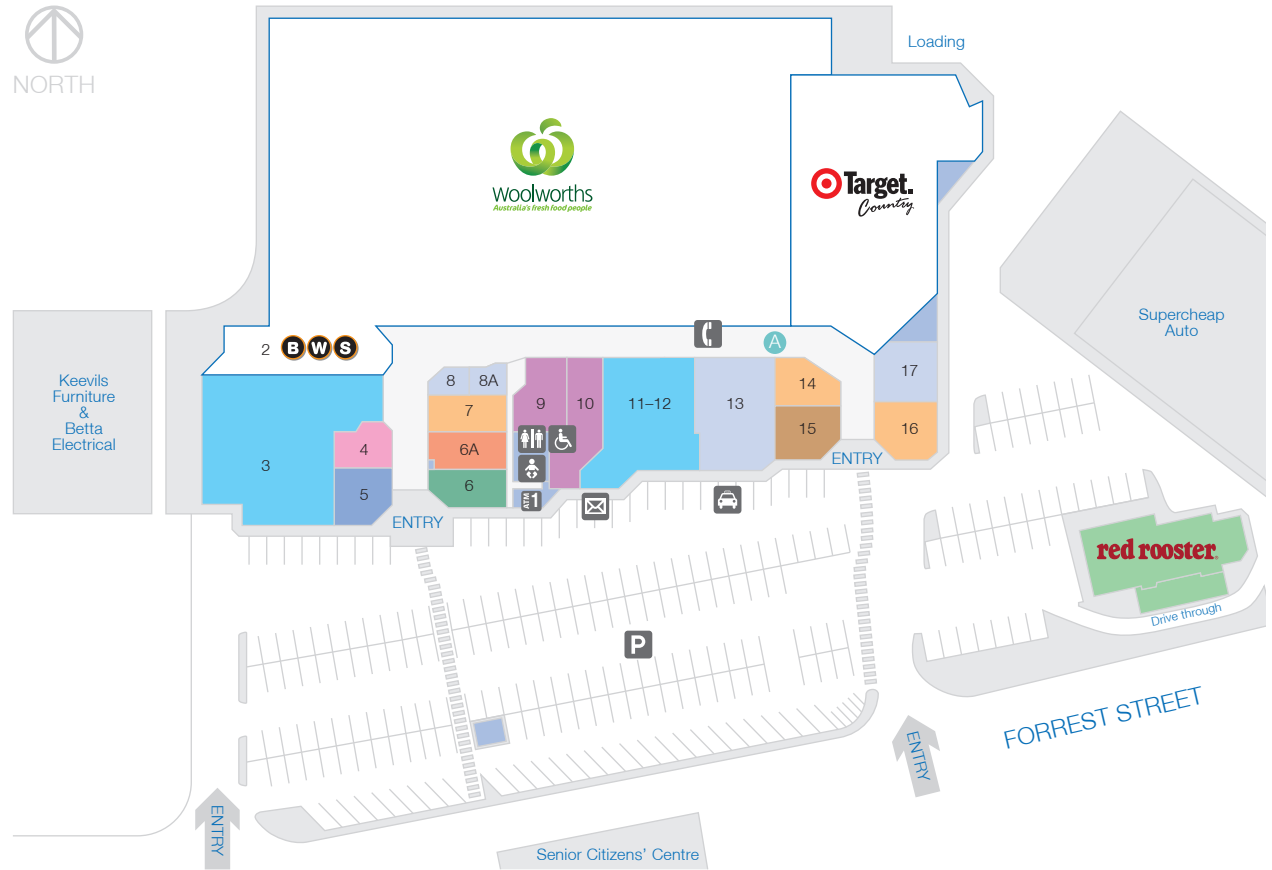 NORTH
Loading
Woolworths
Australia's fresh food people
Target.
Country
Supercheap
Auto
2 BWS
Keevils
Furniture
&
Betta
Electrical
A
3
4
5
8 8A
7
6A
6
9
10
11–12
13
14
15
17
16
ATM 1
ENTRY
ENTRY
red rooster
Drive through
P
FORREST STREET
ENTRY
ENTRY
Senior Citizens' Centre